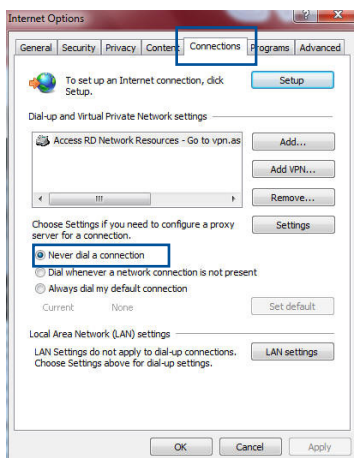 Internet Options
General Security Privacy Content Connections Programs Advanced
To set up an Internet connection, click
Setup.
Setup
Dial-up and Virtual Private Network settings
Access RD Network Resources - Go to vpn.as
Add...
Add VPN...
Remove...
Choose Settings if you need to configure a proxy
server for a connection.
Settings
Never dial a connection
Dial whenever a network connection is not present
Always dial my default connection
Current None
Set default
Local Area Network (LAN) settings
LAN Settings do not apply to dial-up connections.
Choose Settings above for dial-up settings.
LAN settings
OK Cancel Apply